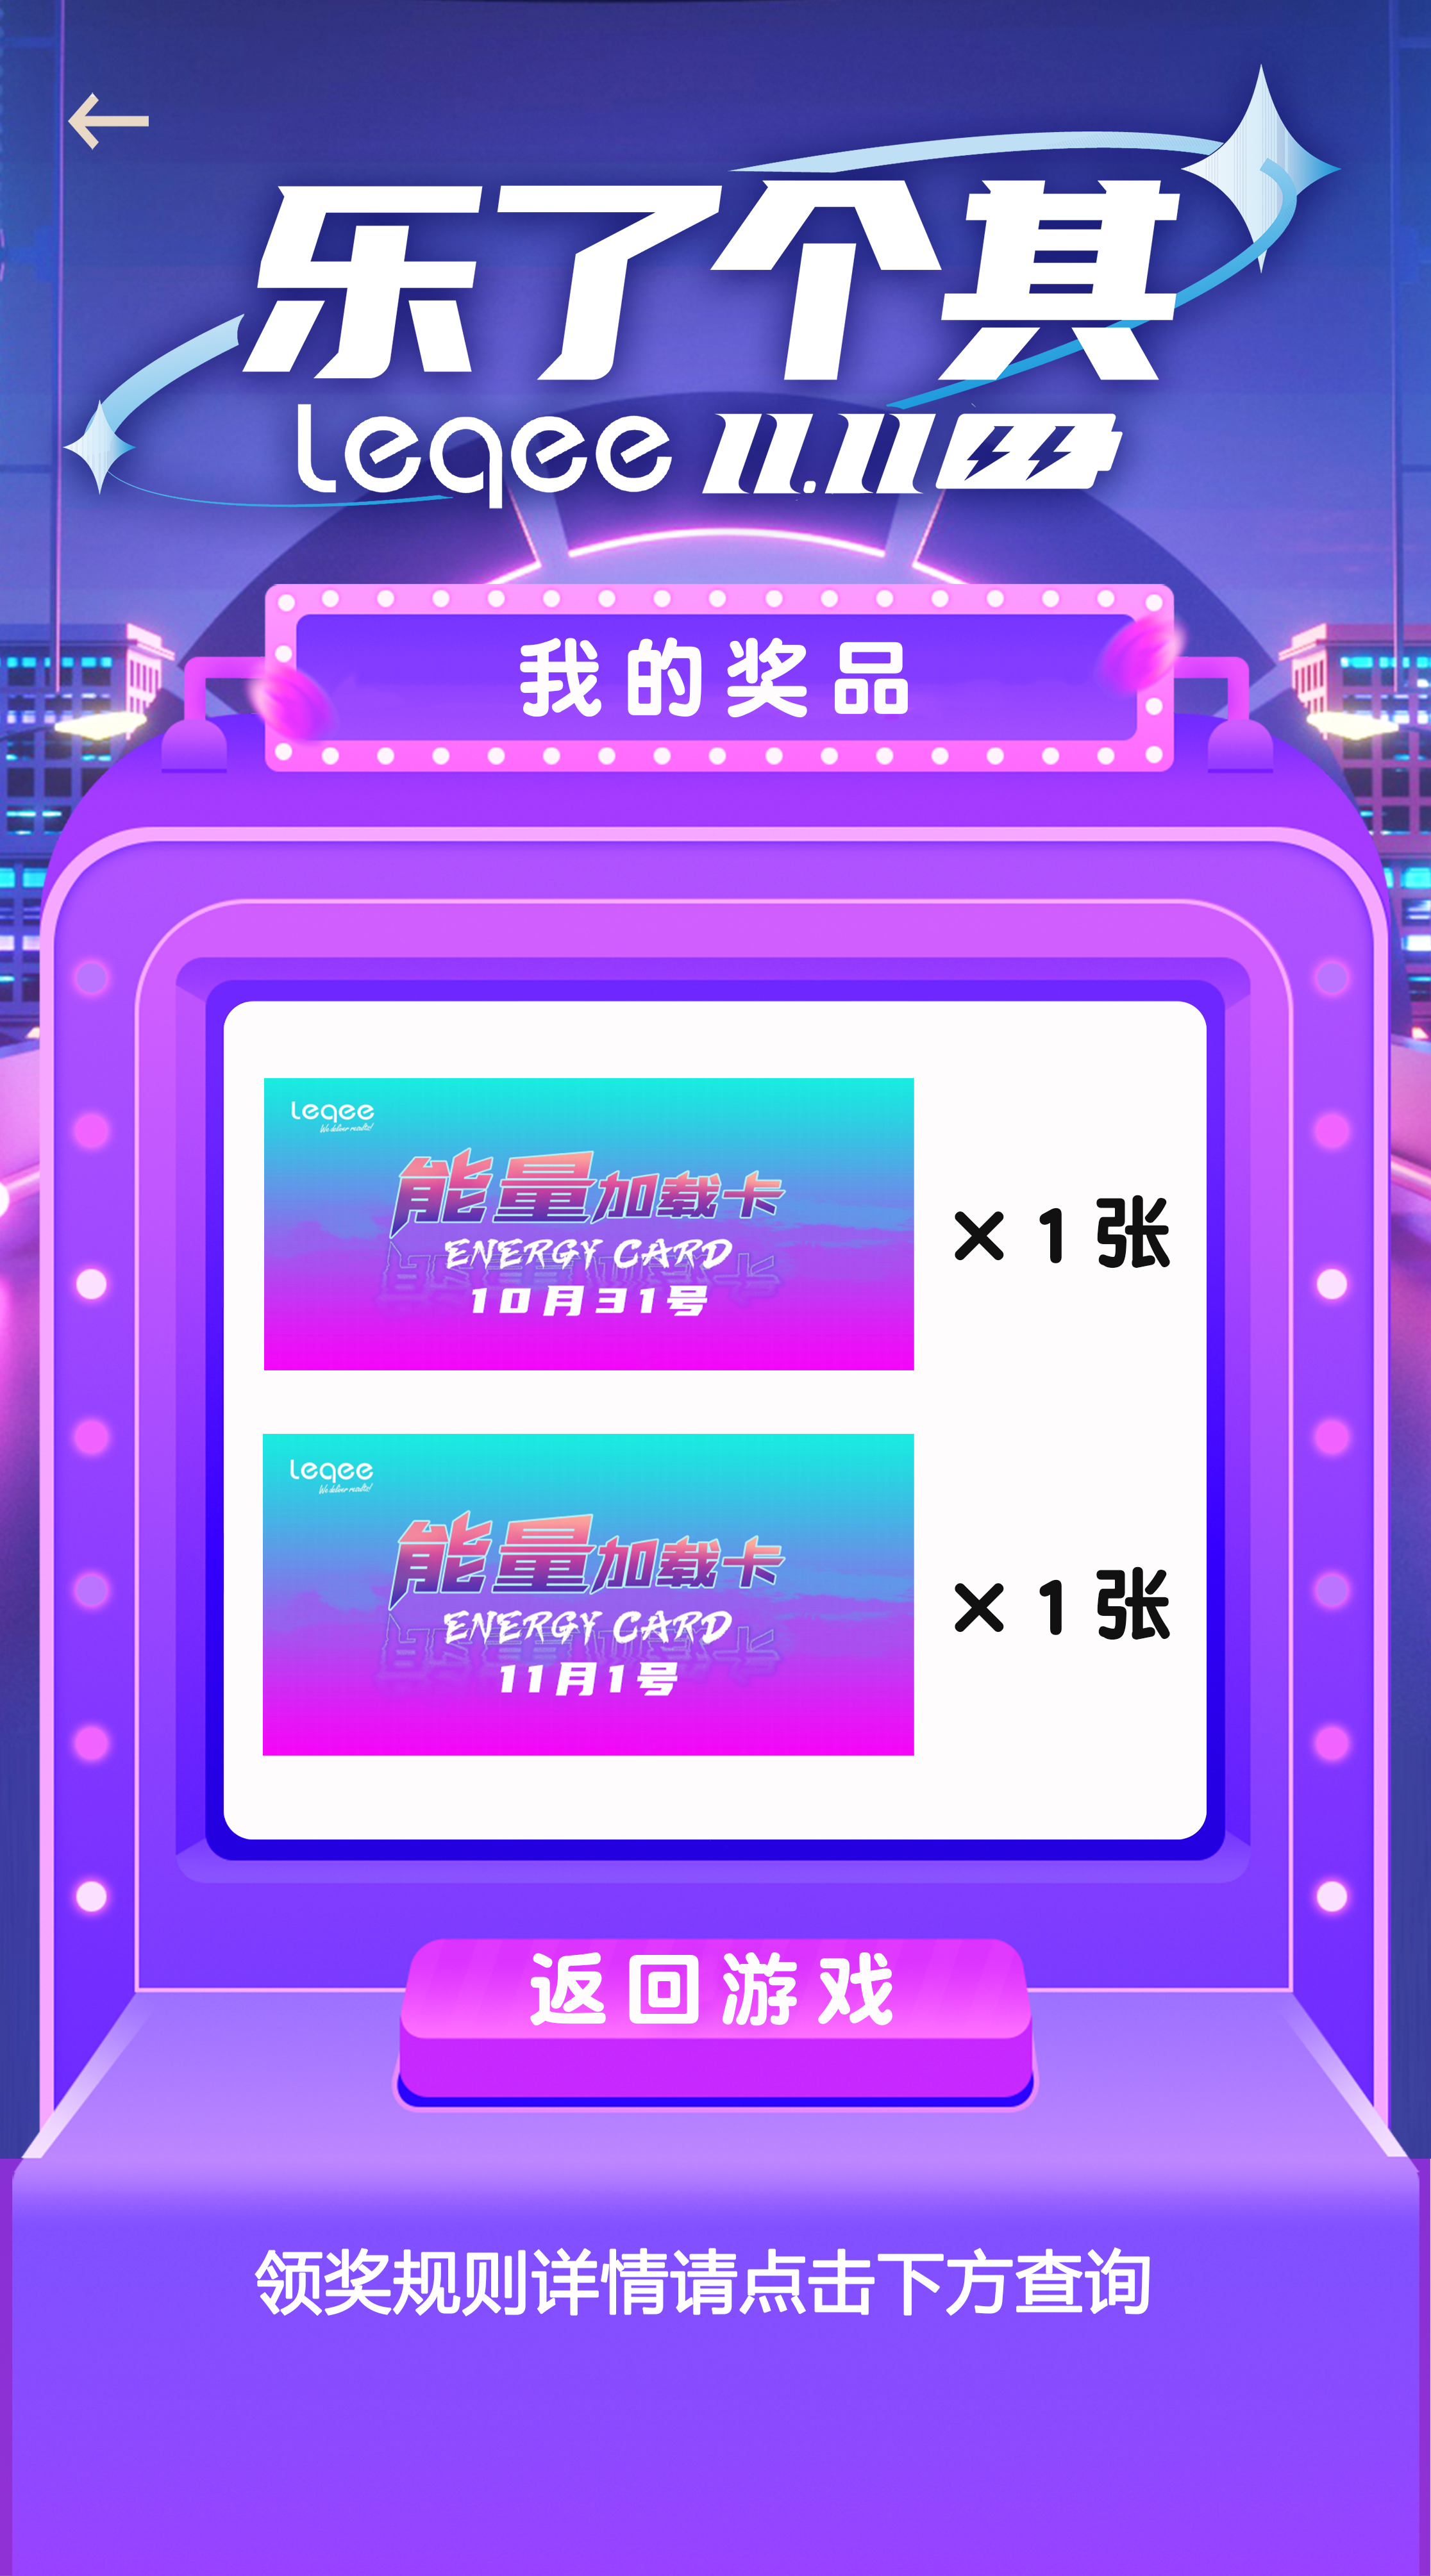 乐了个其
leqee 11.11
我的奖品
leqee
We deliver results!
能量加载卡
ENERGY CARD
10月31号
× 1 张
leqee
We deliver results!
能量加载卡
ENERGY CARD
11月1号
× 1 张
返回游戏
领奖规则详情请点击下方查询